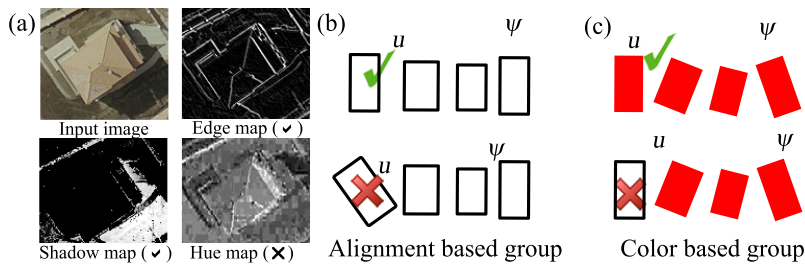 (a)
Input image
Edge map (✔)
Shadow map (✔)
Hue map (✖)
(b)
u
ψ
u
ψ
Alignment based group
(c)
u
ψ
u
ψ
Color based group